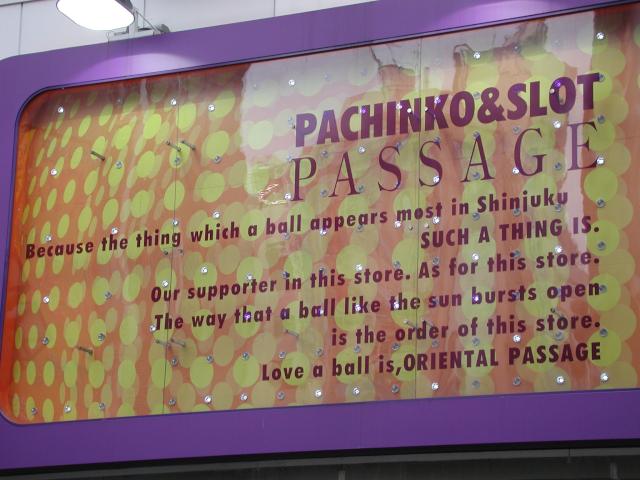 PACHINKO&SLOT
PASSAGE
Because the thing which a ball appears most in Shinjuku
SUCH A THING IS.
Our supporter in this store. As for this store.
The way that a ball like the sun bursts open
is the order of this store.
Love a ball is,ORIENTAL PASSAGE